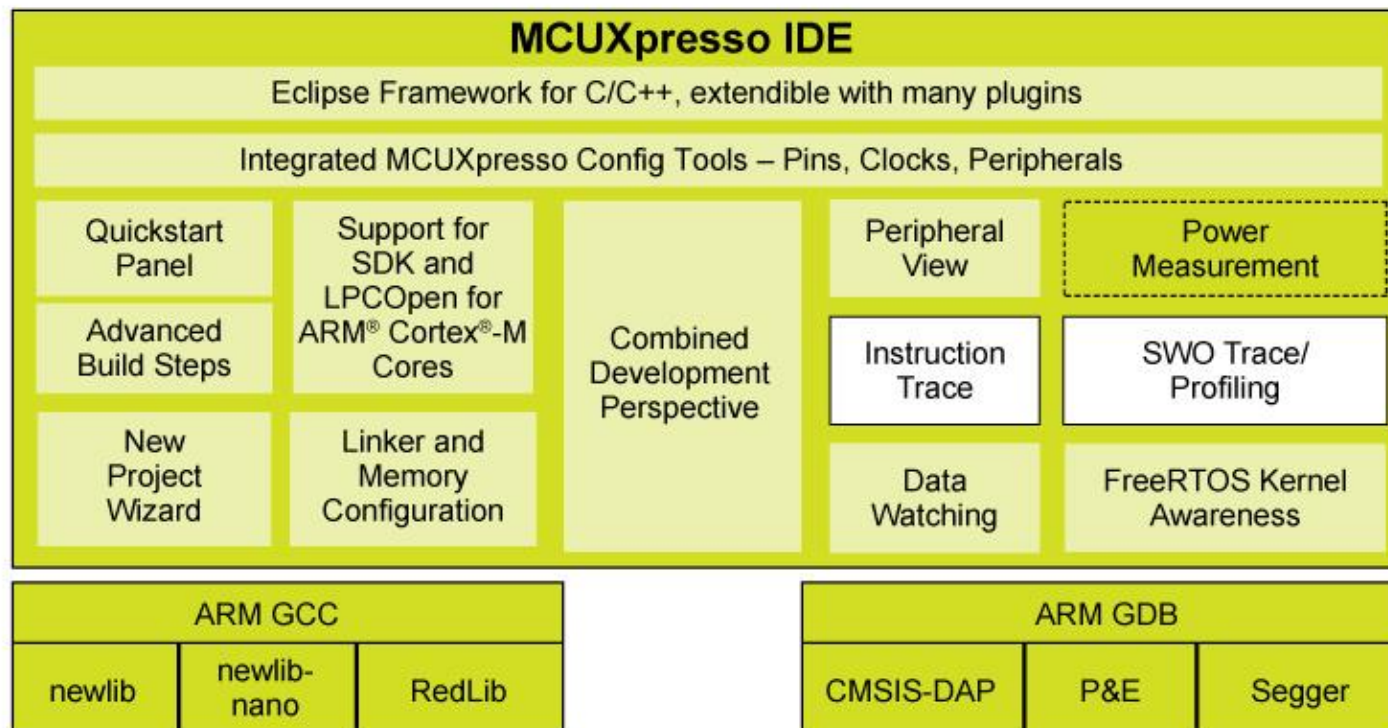 MCUXpresso IDE
Eclipse Framework for C/C++, extendible with many plugins
Integrated MCUXpresso Config Tools – Pins, Clocks, Peripherals
Quickstart
Panel
Advanced
Build Steps
New
Project
Wizard
Support for
SDK and
LPCOpen for
ARM® Cortex®-M
Cores
Linker and
Memory
Configuration
Combined
Development
Perspective
Peripheral
View
Instruction
Trace
Data
Watching
Power
Measurement
SWO Trace/
Profiling
FreeRTOS Kernel
Awareness
ARM GCC
newlib
newlib-
nano
RedLib
ARM GDB
CMSIS-DAP
P&E
Segger